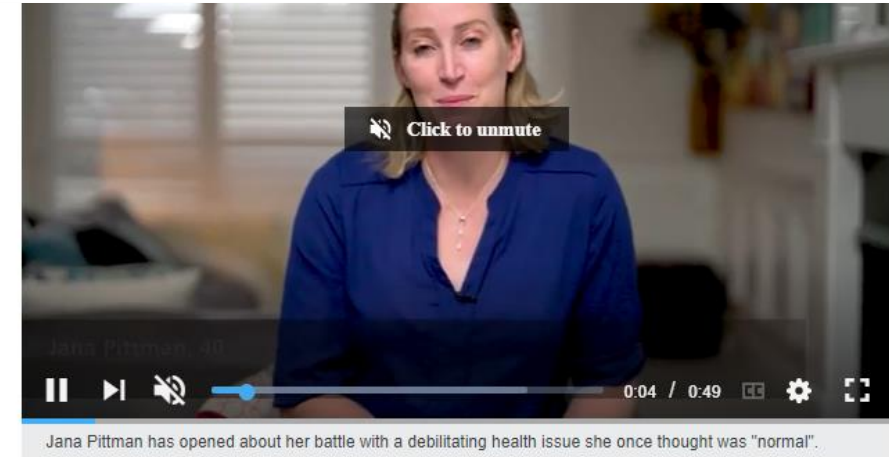 Click to unmute
Jana Pittman, 40
0:04 / 0:49 CC
Jana Pittman has opened about her battle with a debilitating health issue she once thought was "normal".